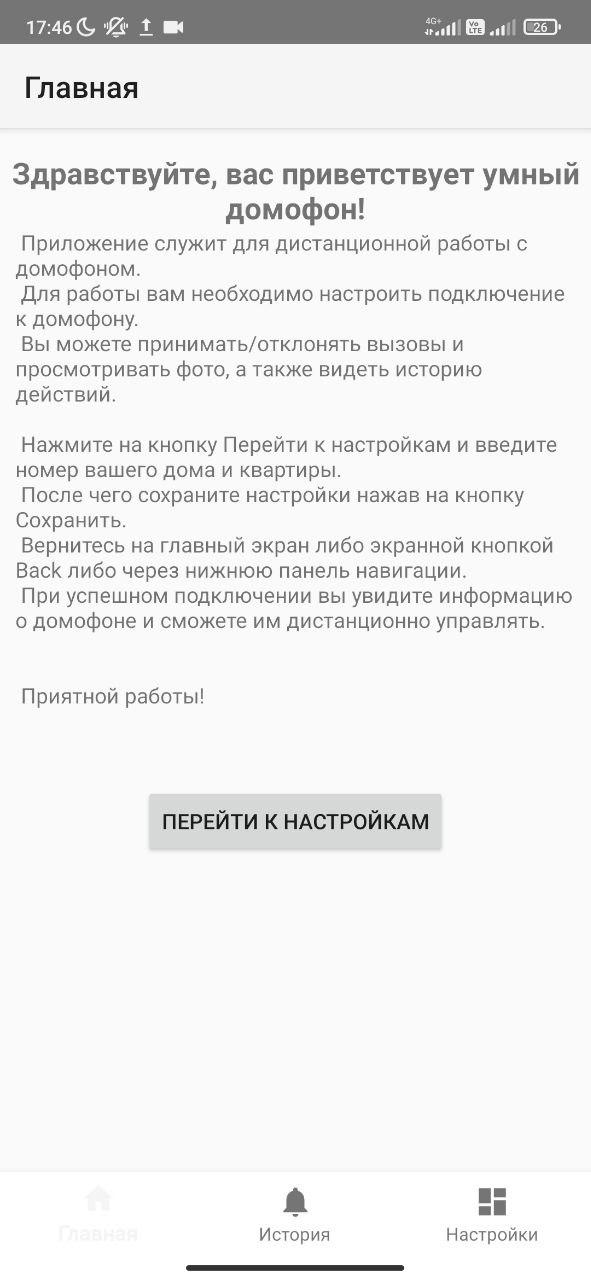 17:46 4G+ Vo LTE 26
Главная
Здравствуйте, вас приветствует умный
домофон!
Приложение служит для дистанционной работы с
домофоном.
Для работы вам необходимо настроить подключение
к домофону.
Вы можете принимать/отклонять вызовы и
просмотривать фото, а также видеть историю
действий.
Нажмите на кнопку Перейти к настройкам и введите
номер вашего дома и квартиры.
После чего сохраните настройки нажав на кнопку
Сохранить.
Вернитесь на главный экран либо экранной кнопкой
Back либо через нижнюю панель навигации.
При успешном подключении вы увидите информацию
о домофоне и сможете им дистанционно управлять.
Приятной работы!
ПЕРЕЙТИ К НАСТРОЙКАМ
Главная История Настройки